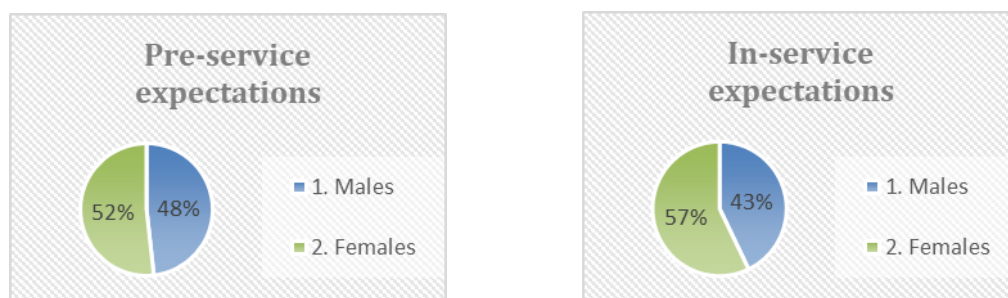 Pre-service
expectations
52%
48%
1. Males
2. Females
In-service
expectations
57%
43%
1. Males
2. Females